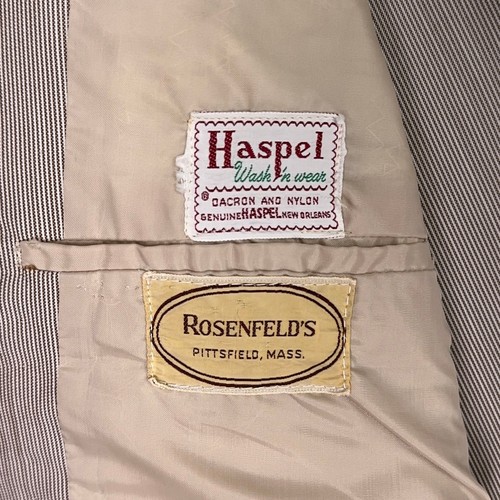 Haspel
Wash 'n wear
® DACRON AND NYLON
GENUINE HASPEL NEW ORLEANS
ROSENFELD'S
PITTSFIELD, MASS.